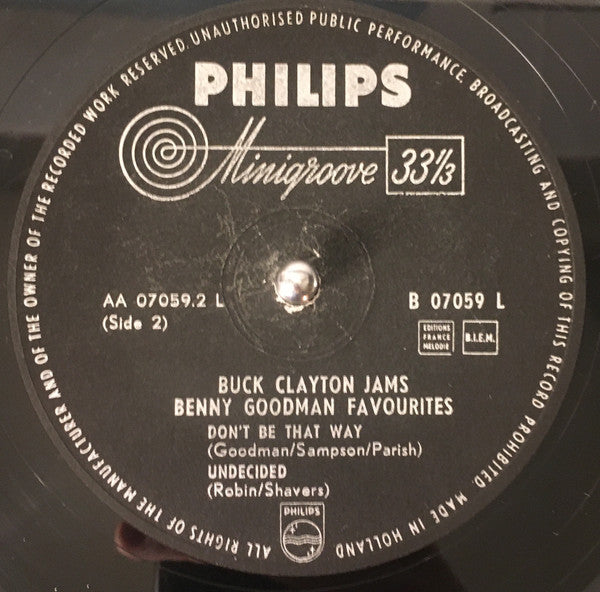 ALL RIGHTS OF THE MANUFACTURER AND OF THE OWNER OF THE RECORDED WORK RESERVED. UNAUTHORISED PUBLIC PERFORMANCE, BROADCASTING AND COPYING OF THIS RECORD PROHIBITED. MADE IN HOLLAND
PHILIPS
Minigroove 33⅓
AA 07059.2 L B 07059 L
(Side 2)
EDITIONS
FRANCE
MELODIE
B.I.E.M.
BUCK CLAYTON JAMS
BENNY GOODMAN FAVOURITES
DON'T BE THAT WAY
(Goodman/Sampson/Parish)
UNDECIDED
(Robin/Shavers)
PHILIPS